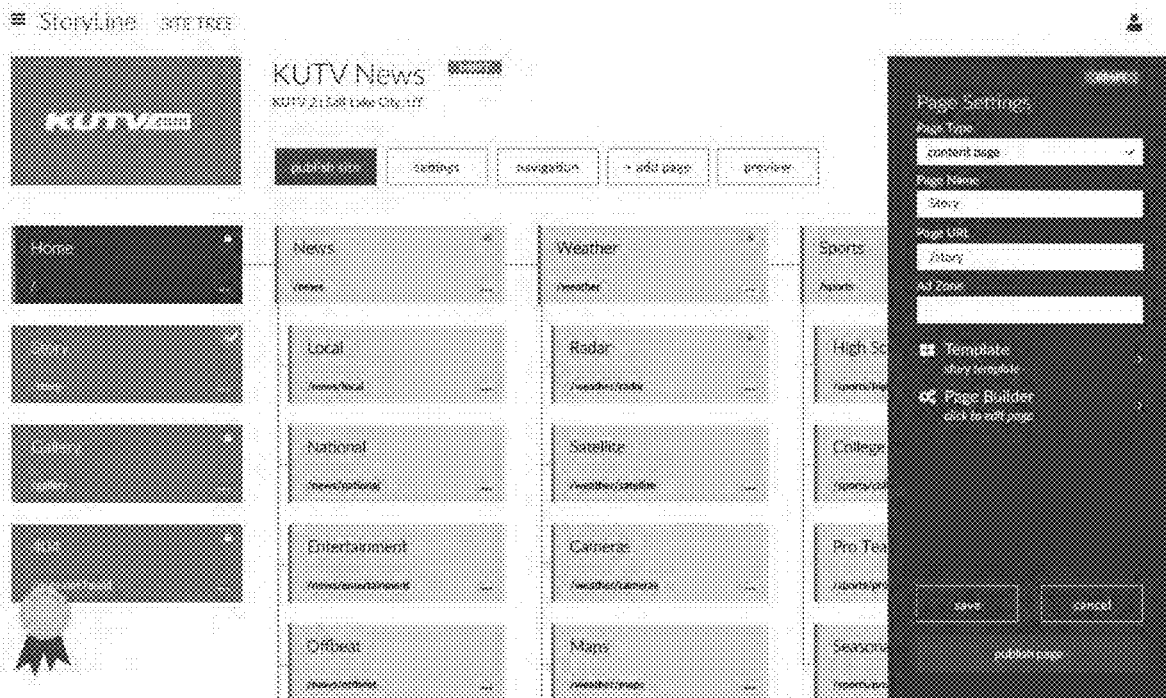 StoryLine SITE TREE
KUTV
KUTV News
KUTV 2 | Salt Lake City, UT
publish site
settings
navigation
+ add page
preview
Home
/
News
/news
Local
/news/local
National
/news/national
Entertainment
/news/entertainment
Offbeat
/news/offbeat
Weather
/weather
Radar
/weather/radar
Satellite
/weather/satellite
Cameras
/weather/cameras
Maps
/weather/maps
Sports
/sports
High Sc
College
Pro Tea
Seasona
Page Settings
Page Type
content page
Page Name
Story
Page URL
/story
Ad Zone
Template
story template
Page Builder
click to edit page
save
cancel
publish page